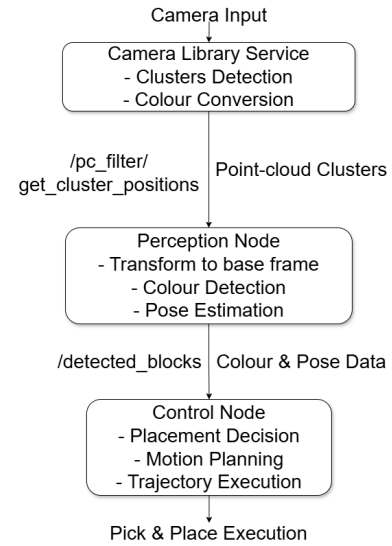 Camera Input
Camera Library Service
- Clusters Detection
- Colour Conversion
/pc_filter/
get_cluster_positions
Point-cloud Clusters
Perception Node
- Transform to base frame
- Colour Detection
- Pose Estimation
/detected_blocks
Colour & Pose Data
Control Node
- Placement Decision
- Motion Planning
- Trajectory Execution
Pick & Place Execution